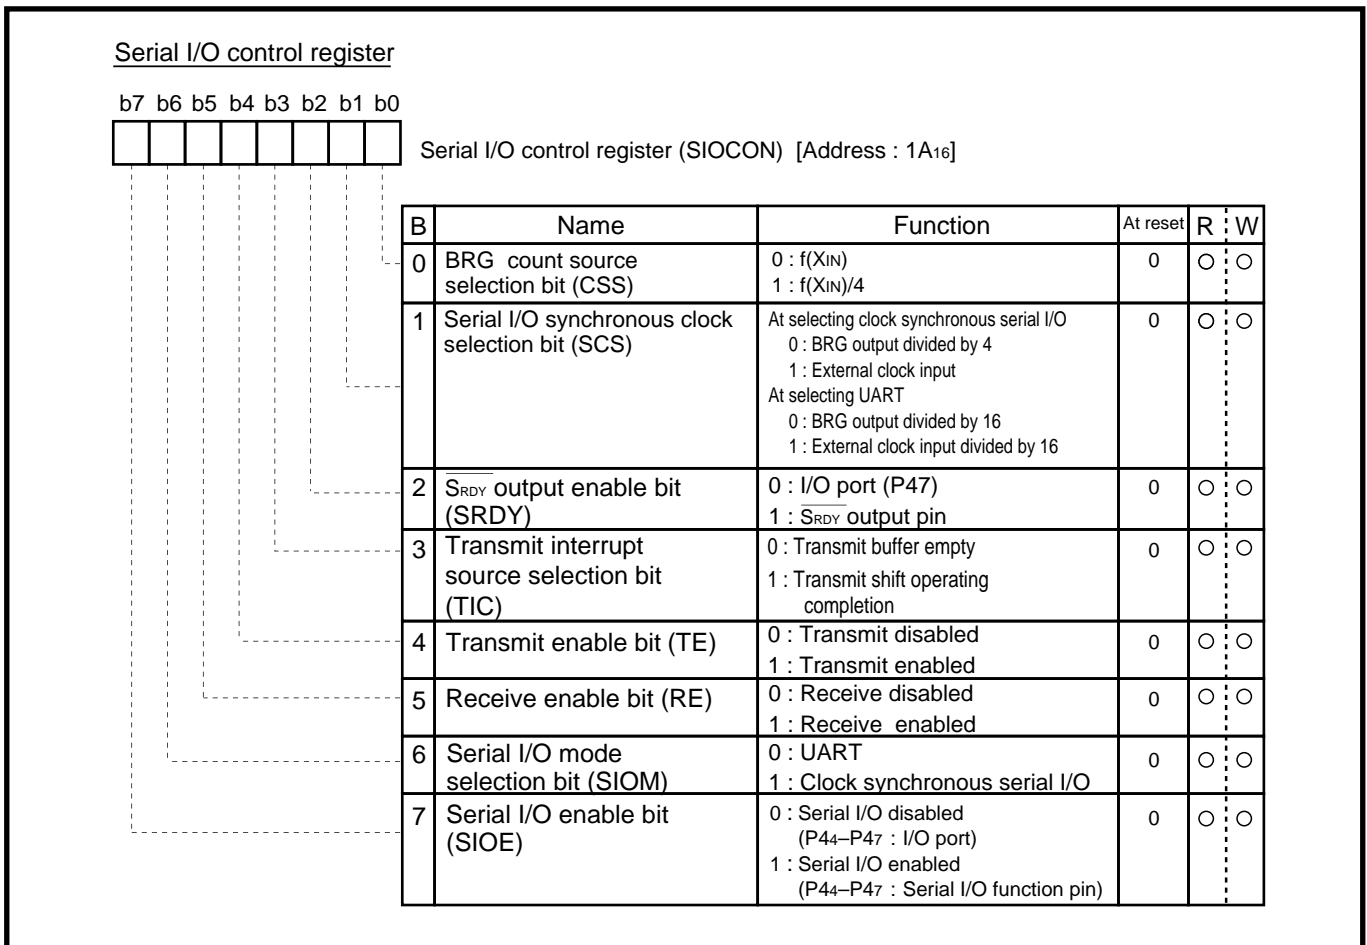 Serial I/O control register
b7 b6 b5 b4 b3 b2 b1 b0
Serial I/O control register (SIOCON) [Address : 1A16]
B Name Function At reset R W
0 BRG count source selection bit (CSS)
0 : f(XIN)
1 : f(XIN)/4
0 ○ ○
1 Serial I/O synchronous clock
selection bit (SCS)
At selecting clock synchronous serial I/O
0 : BRG output divided by 4
1 : External clock input
At selecting UART
0 : BRG output divided by 16
1 : External clock input divided by 16
0 ○ ○
2 SRDY output enable bit
(SRDY)
0 : I/O port (P47)
1 : SRDY output pin
0 ○ ○
3 Transmit interrupt
source selection bit
(TIC)
0 : Transmit buffer empty
1 : Transmit shift operating
completion
0 ○ ○
4 Transmit enable bit (TE)
0 : Transmit disabled
1 : Transmit enabled
0 ○ ○
5 Receive enable bit (RE)
0 : Receive disabled
1 : Receive enabled
0 ○ ○
6 Serial I/O mode
selection bit (SIOM)
0 : UART
1 : Clock synchronous serial I/O
0 ○ ○
7 Serial I/O enable bit
(SIOE)
0 : Serial I/O disabled
(P44–P47 : I/O port)
1 : Serial I/O enabled
(P44–P47 : Serial I/O function pin)
0 ○ ○